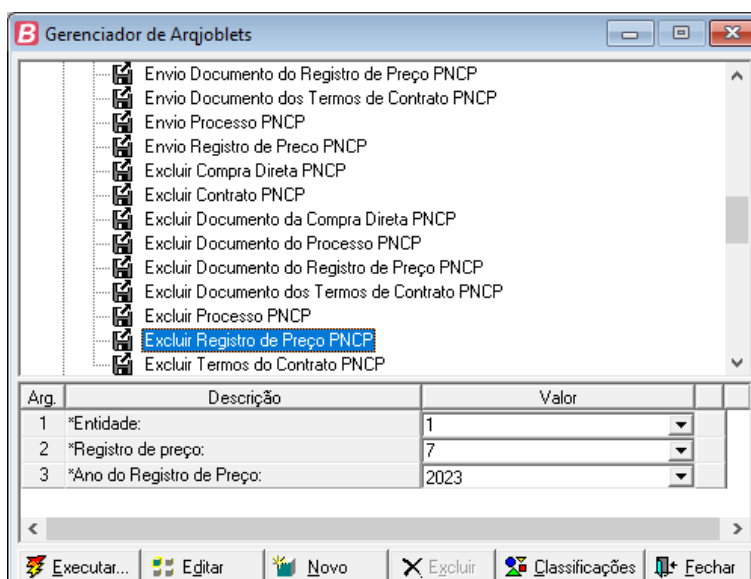 B Gerenciador de Arqjoblets
Envio Documento do Registro de Preço PNCP
Envio Documento dos Termos de Contrato PNCP
Envio Processo PNCP
Envio Registro de Preco PNCP
Excluir Compra Direta PNCP
Excluir Contrato PNCP
Excluir Documento da Compra Direta PNCP
Excluir Documento do Processo PNCP
Excluir Documento do Registro de Preço PNCP
Excluir Documento dos Termos de Contrato PNCP
Excluir Processo PNCP
Excluir Registro de Preço PNCP
Excluir Termos do Contrato PNCP
Arg. Descrição Valor
1 *Entidade: 1
2 *Registro de preço: 7
3 *Ano do Registro de Preço: 2023
Executar... Editar Novo Excluir Classificações Fechar